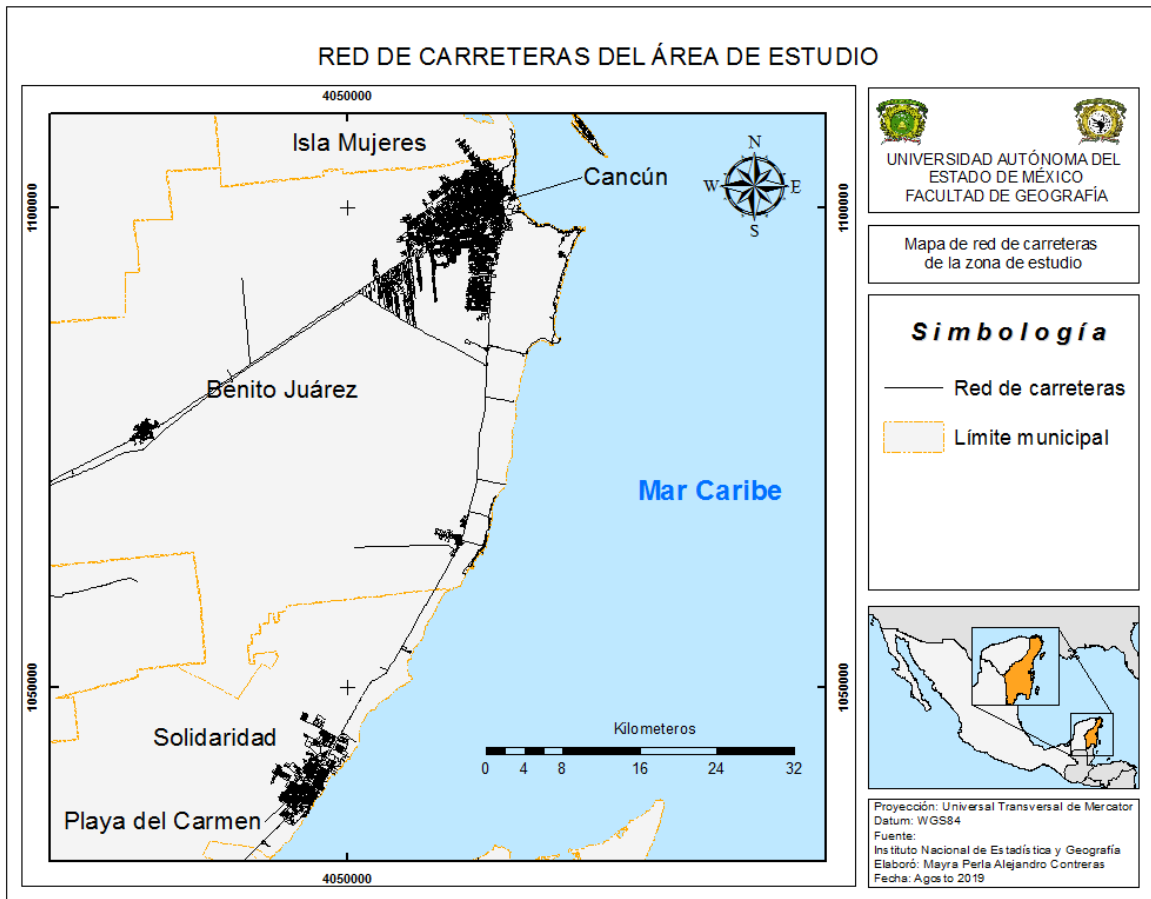 RED DE CARRETERAS DEL ÁREA DE ESTUDIO
4050000
Isla Mujeres
Cancún
N
W
E
S
1100000
1100000
Benito Juárez
Mar Caribe
1050000
1050000
Solidaridad
Playa del Carmen
Kilometeros
0 4 8 16 24 32
4050000
UNIVERSIDAD AUTÓNOMA DEL
ESTADO DE MÉXICO
FACULTAD DE GEOGRAFÍA
Mapa de red de carreteras
de la zona de estudio
Simbología
Red de carreteras
Límite municipal
Proyección: Universal Transversal de Mercator
Datum: WGS84
Fuente:
Instituto Nacional de Estadística y Geografía
Elaboró: Mayra Perla Alejandro Contreras
Fecha: Agosto 2019